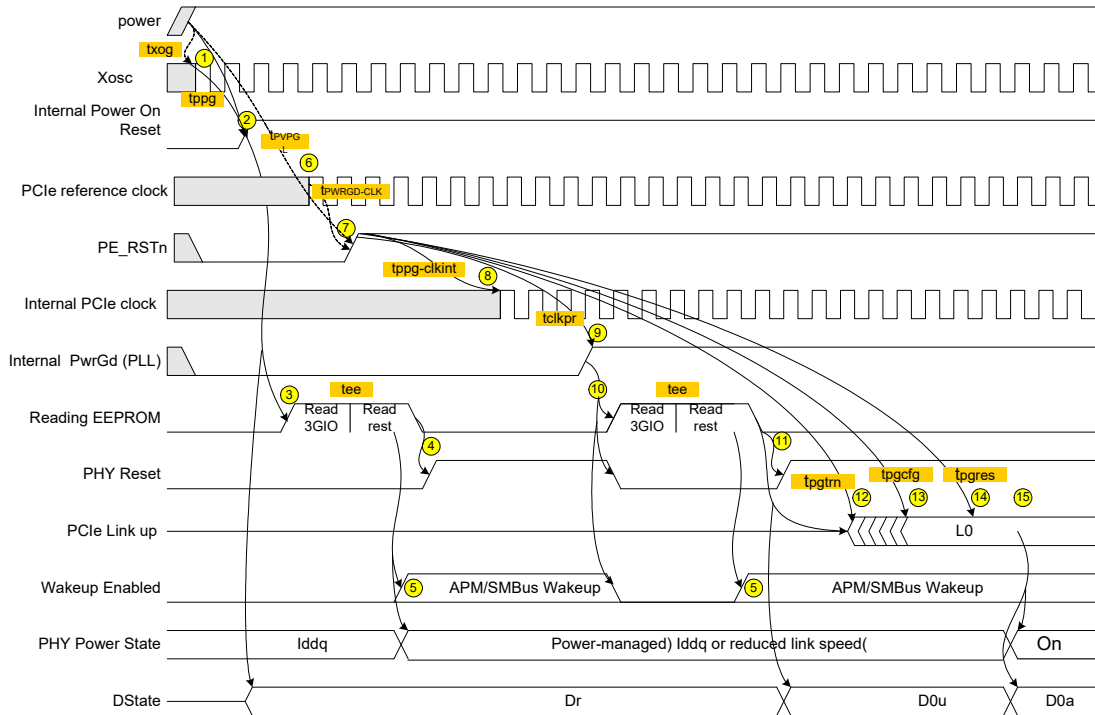 power
txog
1
Xosc
tppg
Internal Power On
Reset
2
tPVPG
L
6
PCIe reference clock
tPWRGD-CLK
7
PE_RSTn
tppg-clkint
8
Internal PCIe clock
tclkpr
9
Internal PwrGd (PLL)
3
tee
10
tee
Reading EEPROM
Read
3GIO
Read
rest
4
Read
3GIO
Read
rest
11
PHY Reset
tpgtrn
tpgcfg
tpgres
12
13
14
15
PCIe Link up
L0
Wakeup Enabled
5
APM/SMBus Wakeup
5
APM/SMBus Wakeup
PHY Power State
Iddq
Power-managed) Iddq or reduced link speed(
On
DState
Dr
D0u
D0a